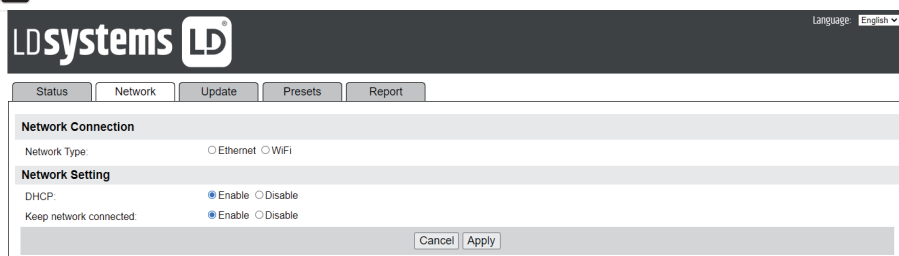 Language: English
LDsystems LD
Status Network Update Presets Report
Network Connection
Network Type: Ethernet WiFi
Network Setting
DHCP: Enable Disable
Keep network connected: Enable Disable
Cancel Apply